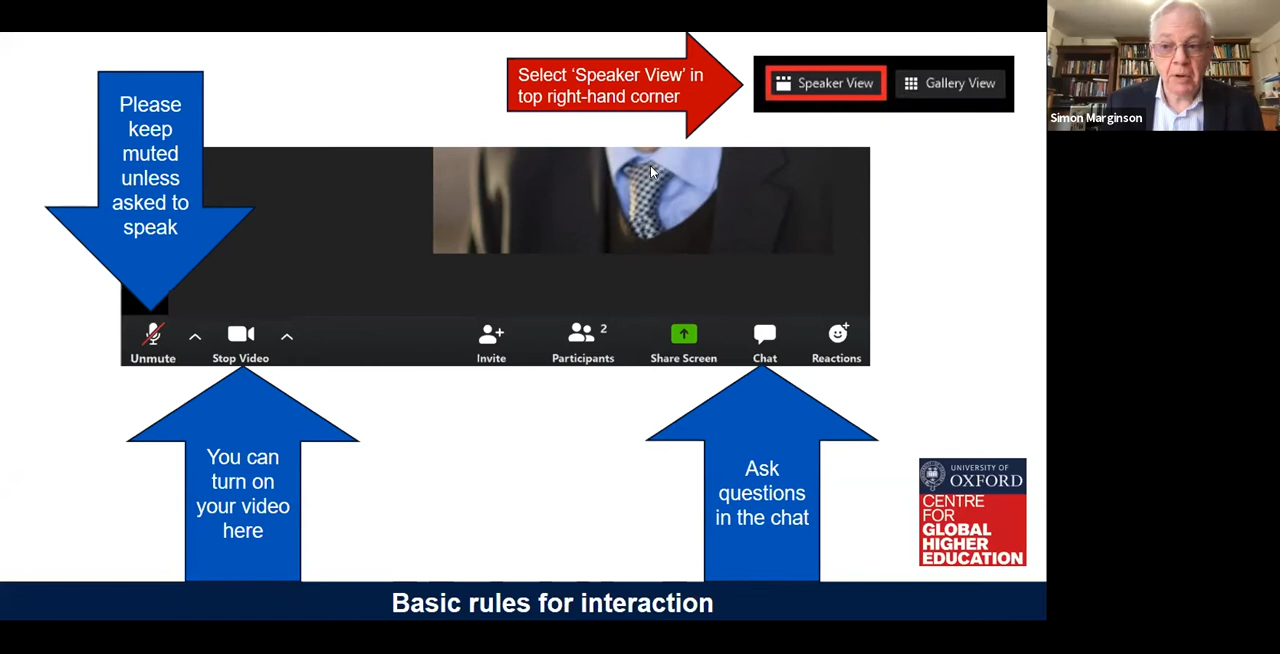 Select ‘Speaker View’ in
top right-hand corner
Speaker View
Gallery View
Simon Marginson
Please
keep
muted
unless
asked to
speak
2
Unmute
Stop Video
Invite
Participants
Share Screen
Chat
Reactions
You can
turn on
your video
here
Ask
questions
in the chat
UNIVERSITY OF
OXFORD
CENTRE
FOR
GLOBAL
HIGHER
EDUCATION
Basic rules for interaction